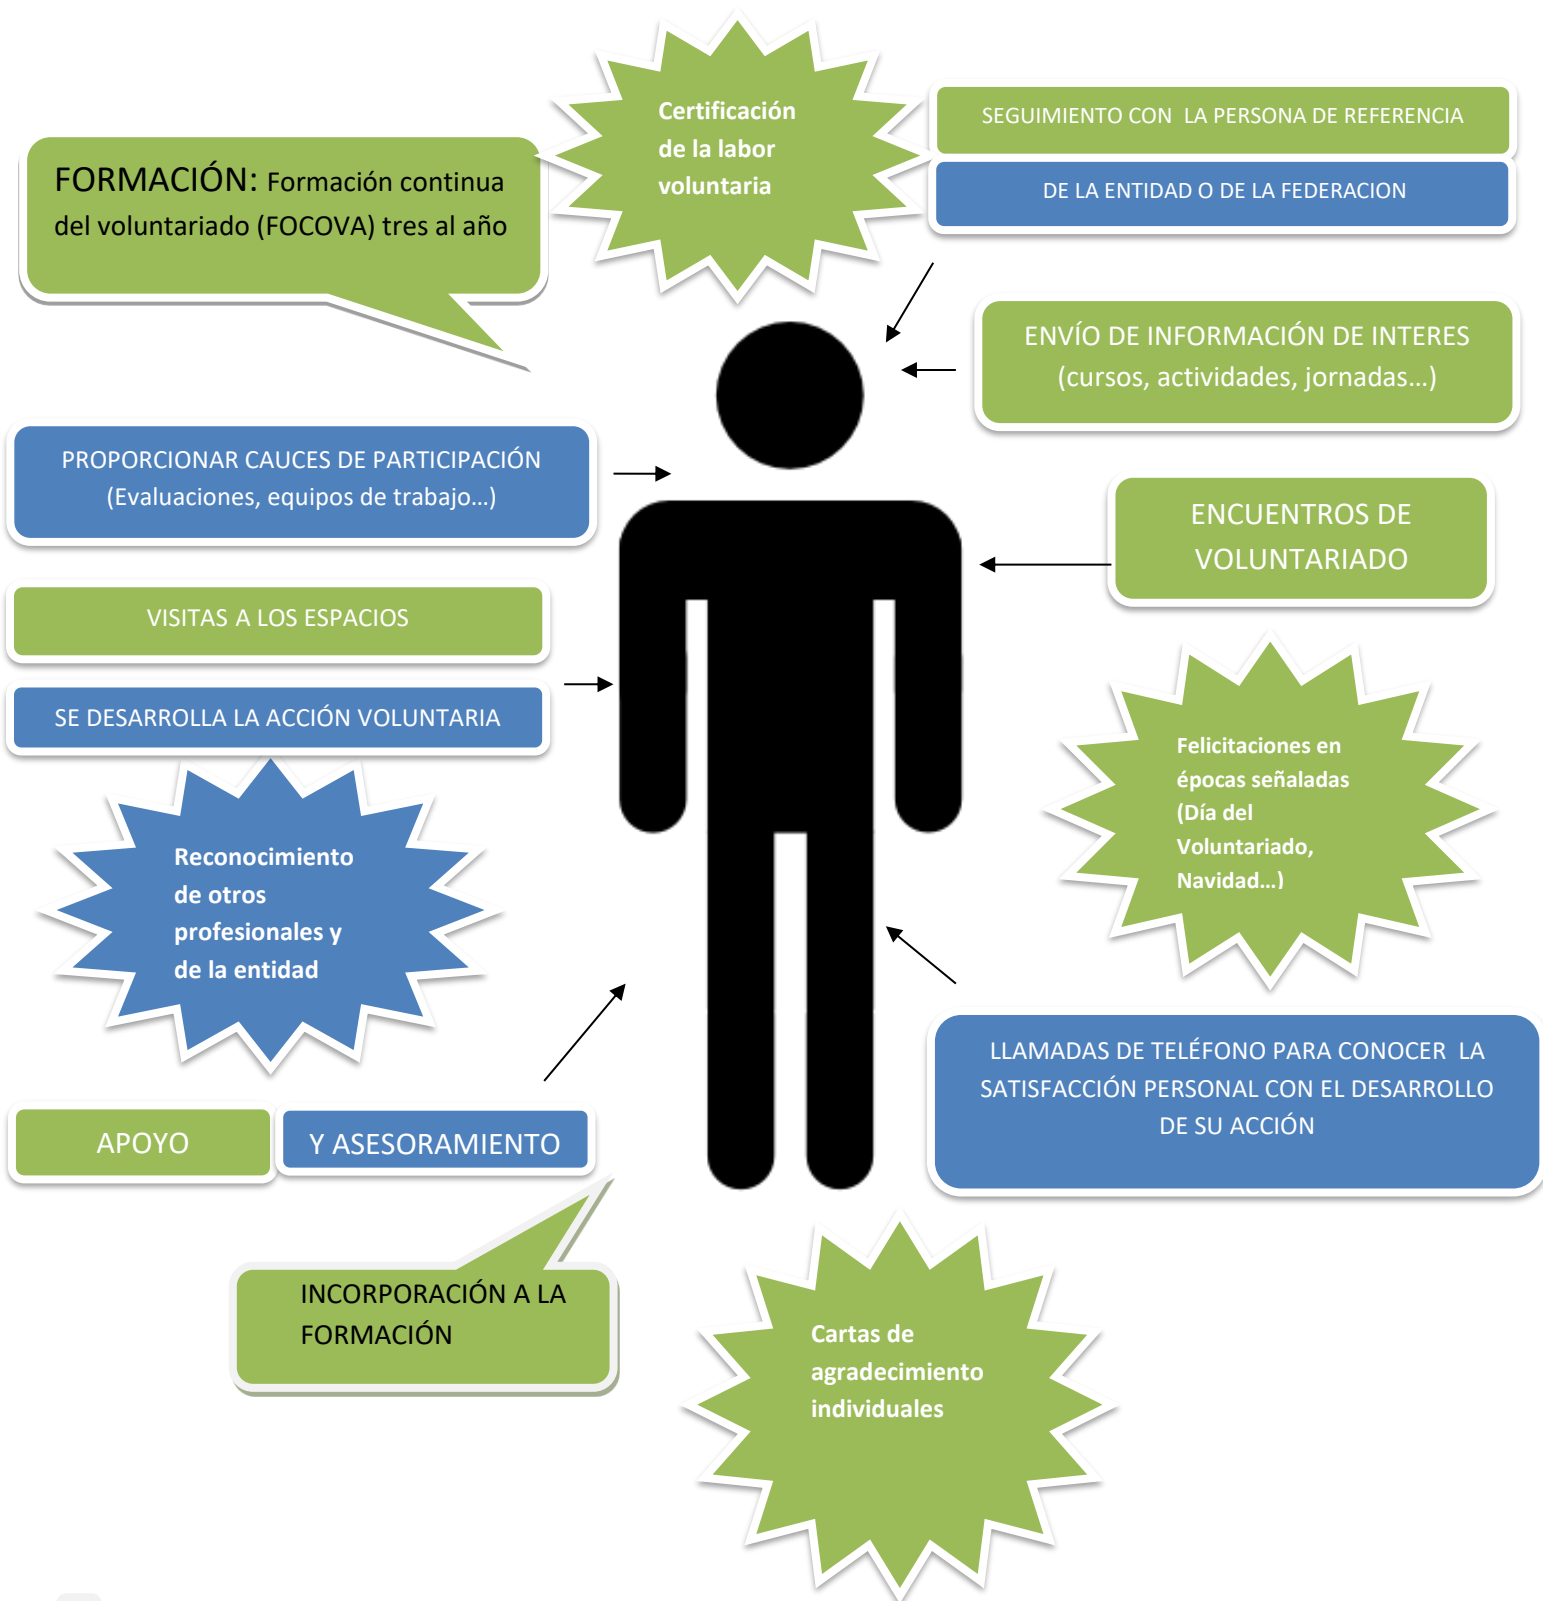 Certificación
de la labor
voluntaria
SEGUIMIENTO CON LA PERSONA DE REFERENCIA
DE LA ENTIDAD O DE LA FEDERACION
FORMACIÓN: Formación continua
del voluntariado (FOCOVA) tres al año
ENVÍO DE INFORMACIÓN DE INTERES
(cursos, actividades, jornadas...)
PROPORCIONAR CAUCES DE PARTICIPACIÓN
(Evaluaciones, equipos de trabajo...)
ENCUENTROS DE
VOLUNTARIADO
VISITAS A LOS ESPACIOS
SE DESARROLLA LA ACCIÓN VOLUNTARIA
Felicitaciones en
épocas señaladas
(Día del
Voluntariado,
Navidad...)
Reconocimiento
de otros
profesionales y
de la entidad
LLAMADAS DE TELÉFONO PARA CONOCER LA
SATISFACCIÓN PERSONAL CON EL DESARROLLO
DE SU ACCIÓN
APOYO
Y ASESORAMIENTO
INCORPORACIÓN A LA
FORMACIÓN
Cartas de
agradecimiento
individuales